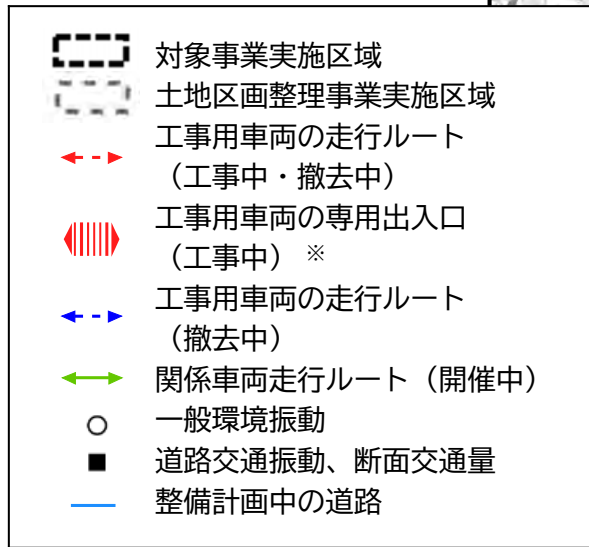 対象事業実施区域
土地区画整理事業実施区域
工事用車両の走行ルート
（工事中・撤去中）
工事用車両の専用出入口
（工事中）※
工事用車両の走行ルート
（撤去中）
関係車両走行ルート（開催中）
一般環境振動
道路交通振動、断面交通量
整備計画中の道路